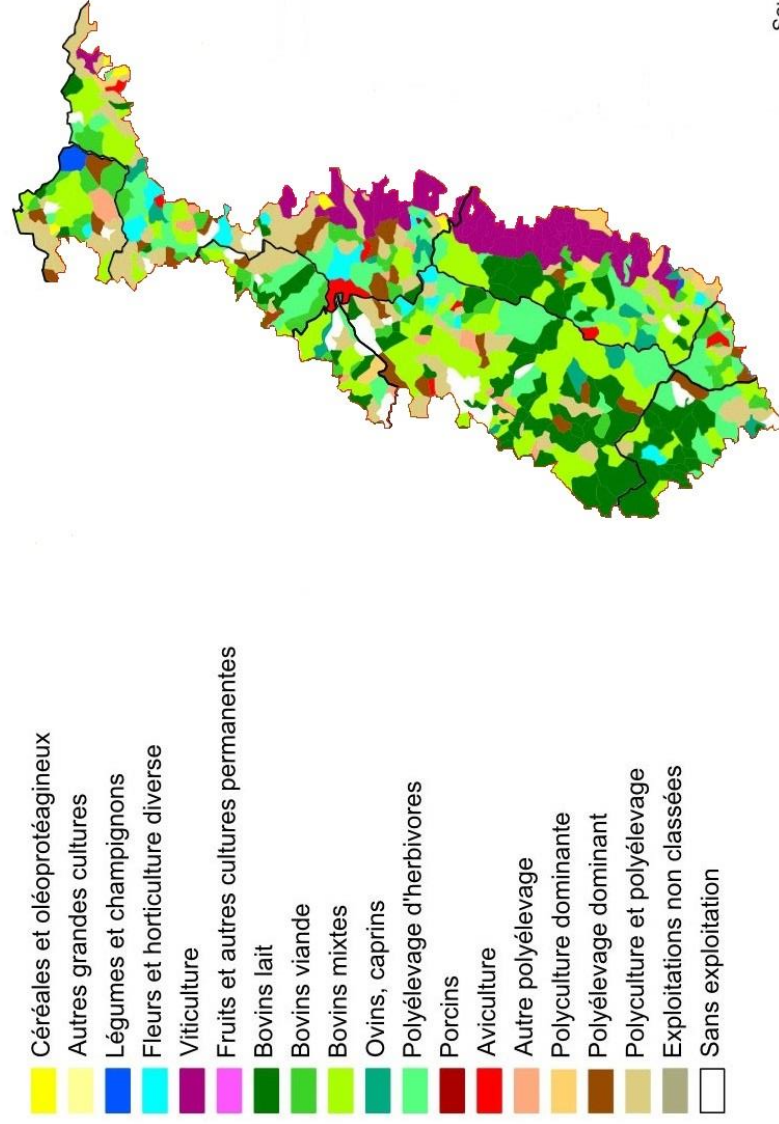 Céréales et oléoprotéagineux
Autres grandes cultures
Légumes et champignons
Fleurs et horticulture diverse
Viticulture
Fruits et autres cultures permanentes
Bovins lait
Bovins viande
Bovins mixtes
Ovins, caprins
Polyélevage d'herbivores
Porcins
Aviculture
Autre polyélevage
Polyculture dominante
Polyélevage dominant
Polyculture et polyélevage
Exploitations non classées
Sans exploitation